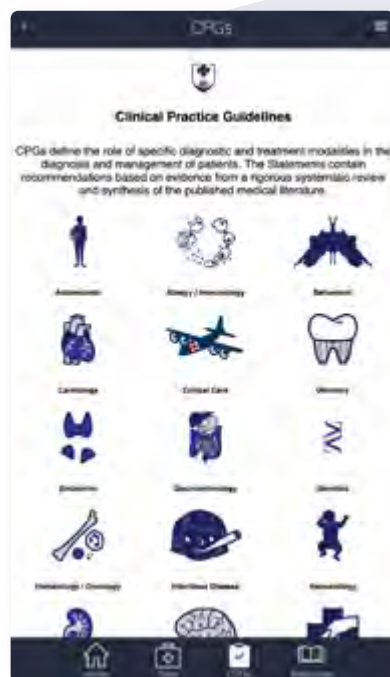 CPGs
Clinical Practice Guidelines
CPGs define the role of specific diagnostic and treatment modalities in the
diagnosis and management of patients. The Statements contain
recommendations based on evidence from a rigorous systematic review
and synthesis of the published medical literature
Allergy / Immunology
Cardiology
Critical Care
Dentistry
Endocrine
Gastroenterology
Genetics
Hematology / Oncology
Infectious Disease
Neonatology